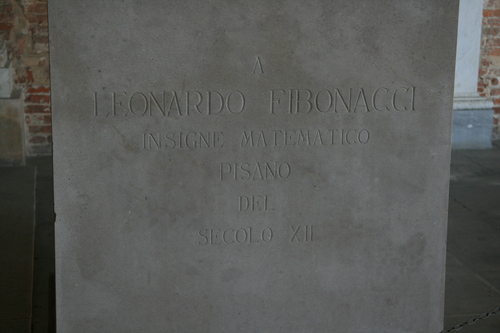 A
LEONARDO FIBONACCI
INSIGNE MATEMATICO
PISANO
DEL
SECOLO XII